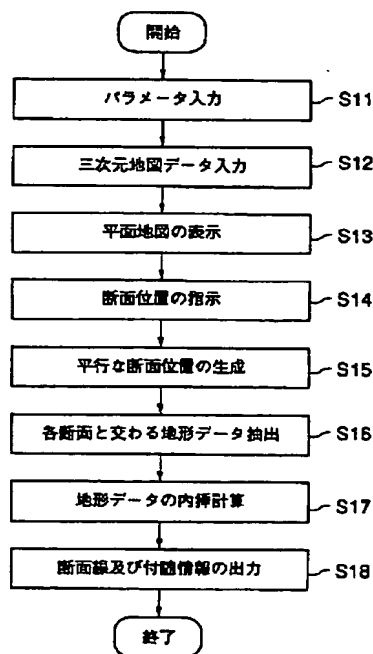 開始
パラメータ入力
S11
三次元地図データ入力
S12
平面地図の表示
S13
断面位置の指示
S14
平行な断面位置の生成
S15
各断面と交わる地形データ抽出
S16
地形データの内挿計算
S17
断面線及び付随情報の出力
S18
終了